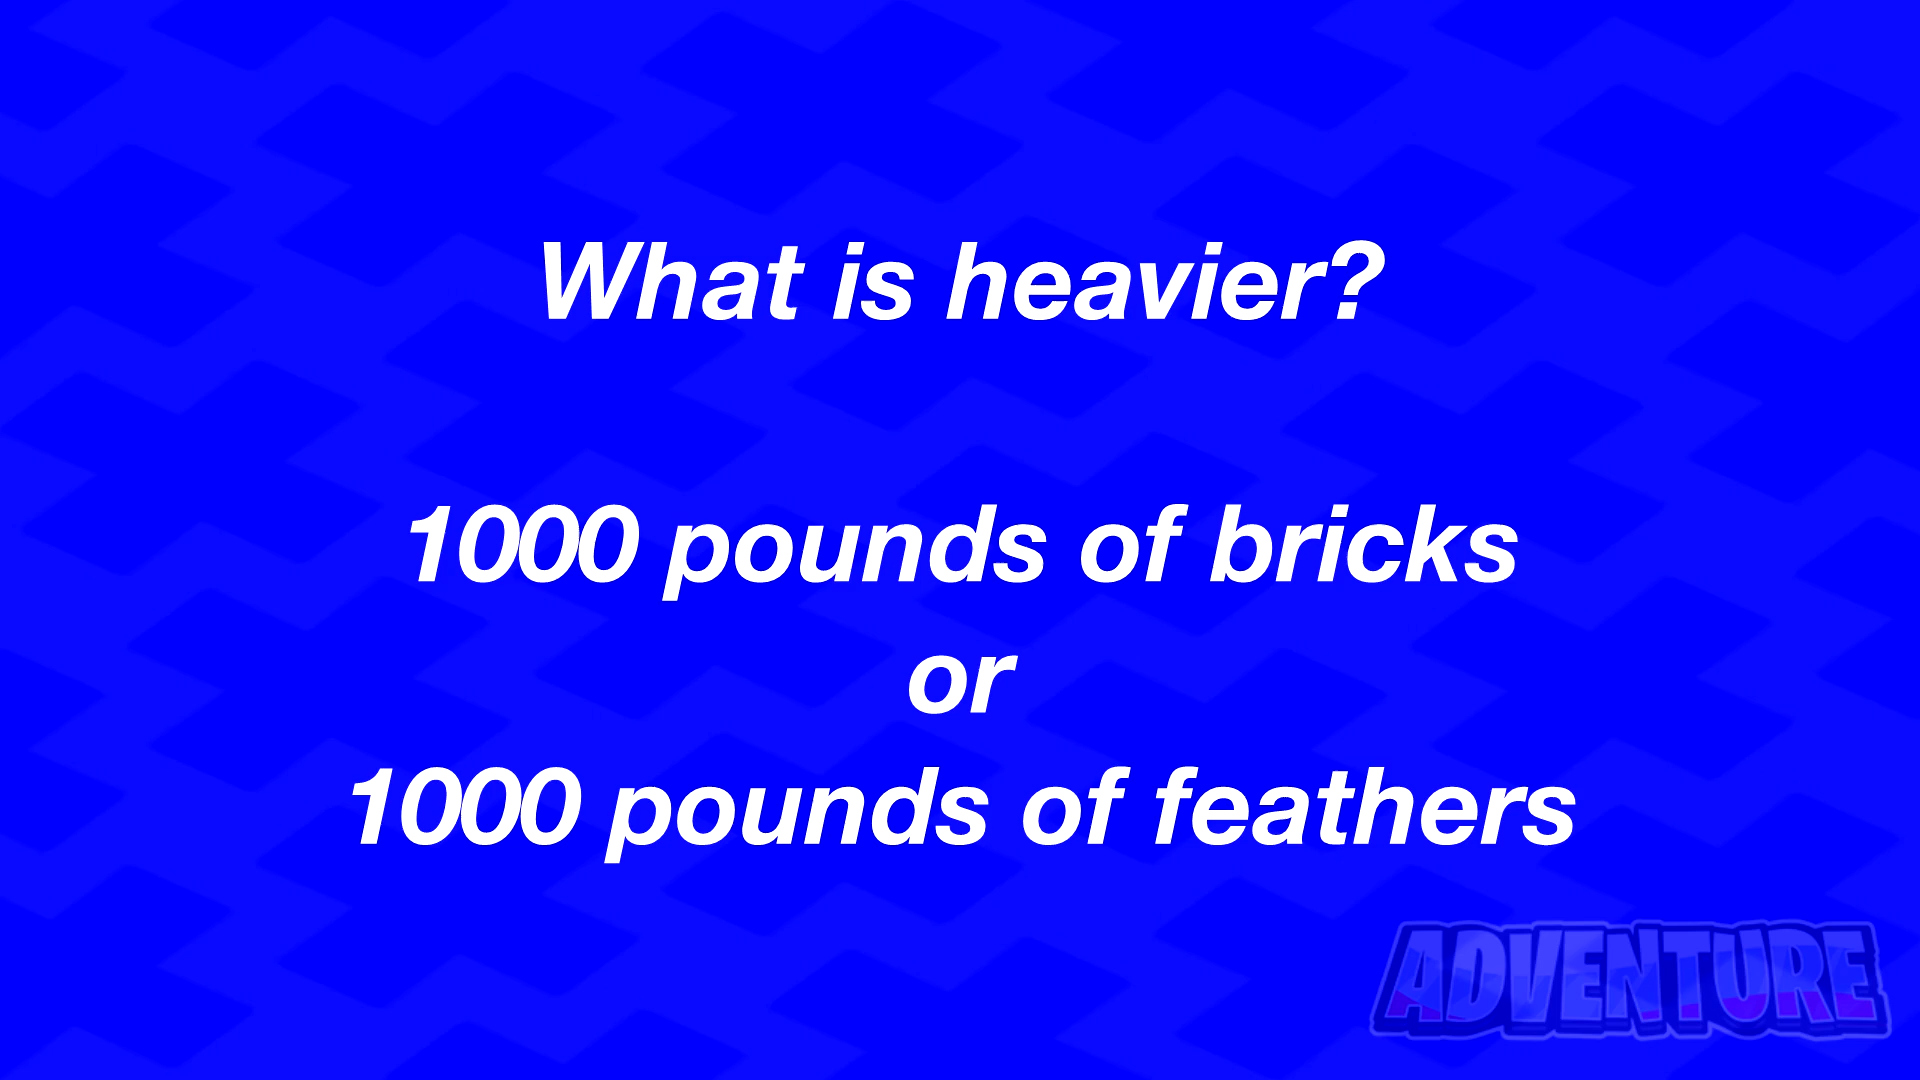 What is heavier?
1000 pounds of bricks
or
1000 pounds of feathers
ADVENTURE